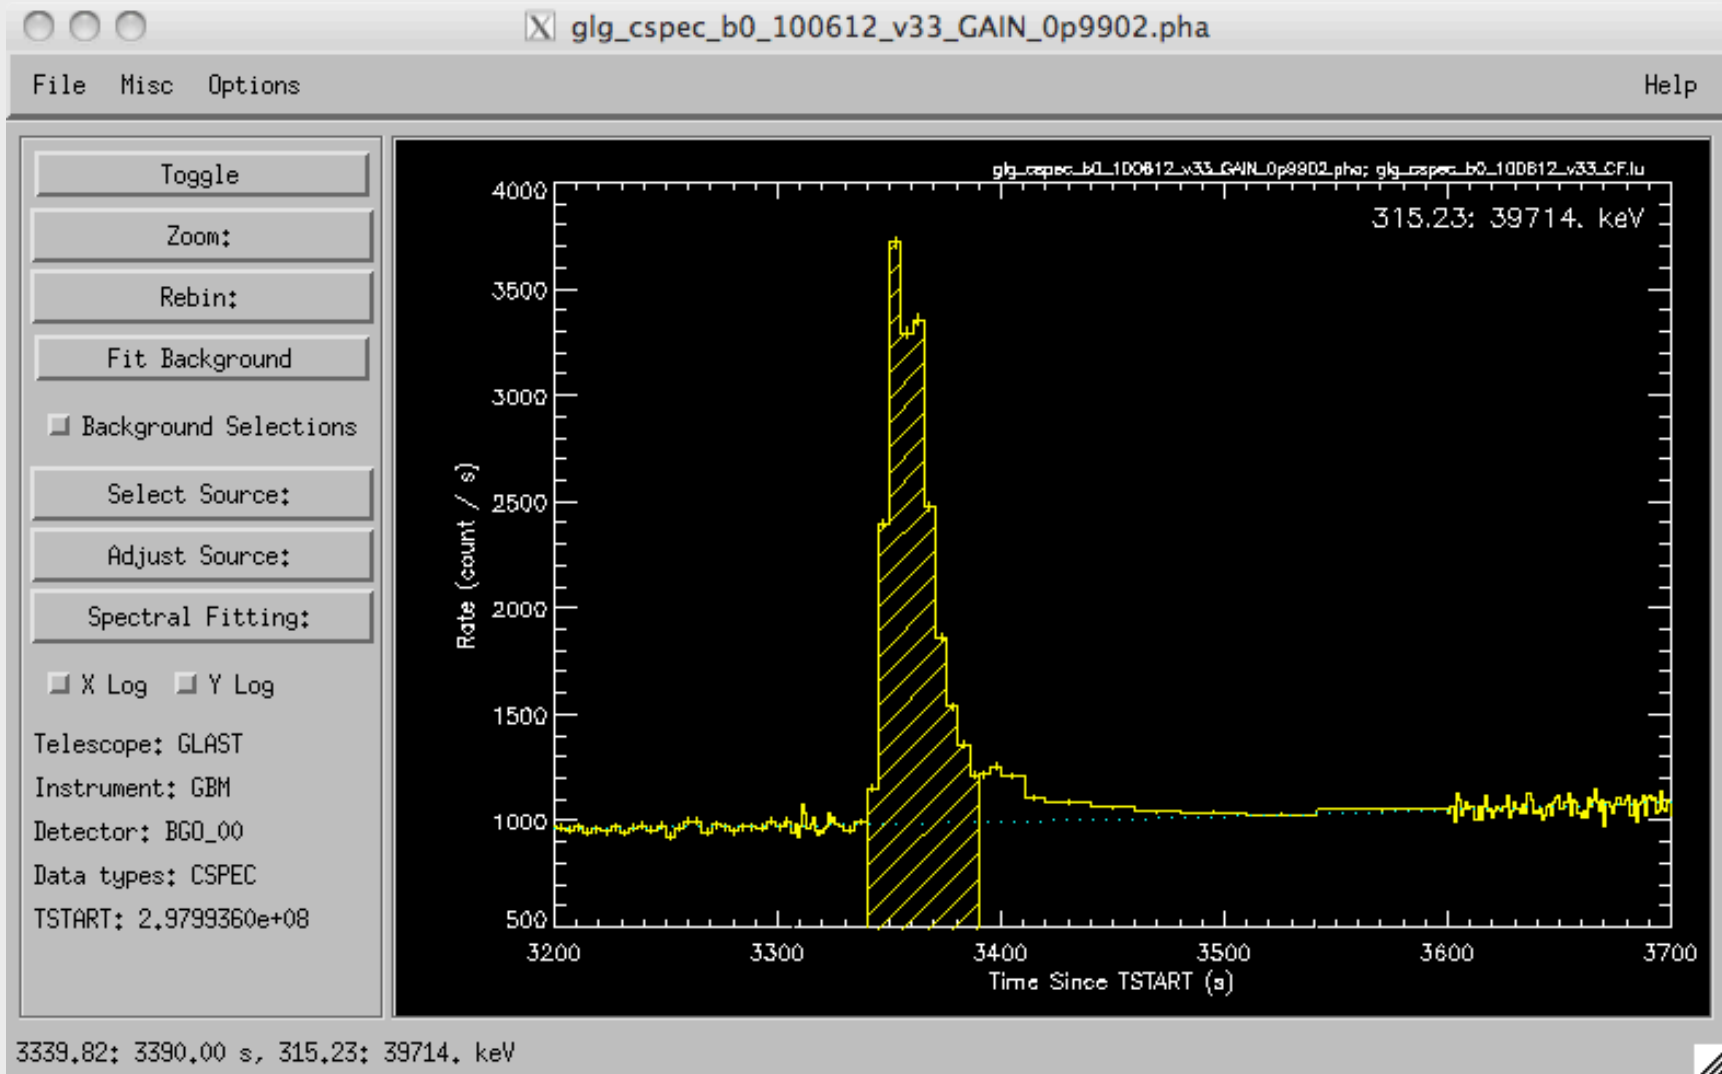 glg_cspec_b0_100612_v33_GAIN_0p9902.pha
File Misc Options Help
Toggle
Zoom:
Rebin:
Fit Background
Background Selections
Select Source:
Adjust Source:
Spectral Fitting:
X Log Y Log
Telescope: GLAST
Instrument: GBM
Detector: BGO_00
Data types: CSPEC
TSTART: 2.9799360e+08
glg_cspec_b0_100612_v33_GAIN_0p9902.pha; glg_cspec_b0_100612_v33_CF.lu
315.23: 39714. keV
4000
3500
3000
2500
2000
1500
1000
500
Rate (count / s)
3200 3300 3400 3500 3600 3700
Time Since TSTART (s)
3339.82: 3390.00 s, 315.23: 39714. keV